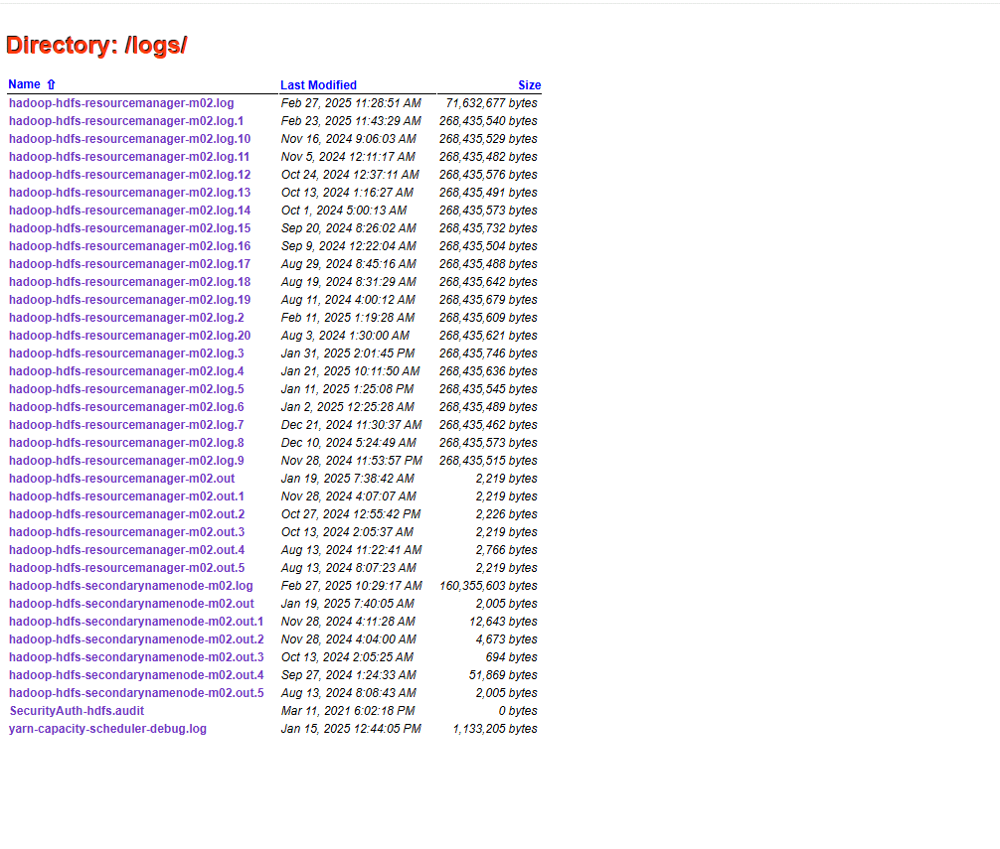 Directory: /logs/
Name ⇧ Last Modified Size
hadoop-hdfs-resourcemanager-m02.log Feb 27, 2025 11:28:51 AM 71,632,677 bytes
hadoop-hdfs-resourcemanager-m02.log.1 Feb 23, 2025 11:43:29 AM 268,435,540 bytes
hadoop-hdfs-resourcemanager-m02.log.10 Nov 16, 2024 9:06:03 AM 268,435,529 bytes
hadoop-hdfs-resourcemanager-m02.log.11 Nov 5, 2024 12:11:17 AM 268,435,482 bytes
hadoop-hdfs-resourcemanager-m02.log.12 Oct 24, 2024 12:37:11 AM 268,435,576 bytes
hadoop-hdfs-resourcemanager-m02.log.13 Oct 13, 2024 1:16:27 AM 268,435,491 bytes
hadoop-hdfs-resourcemanager-m02.log.14 Oct 1, 2024 5:00:13 AM 268,435,573 bytes
hadoop-hdfs-resourcemanager-m02.log.15 Sep 20, 2024 8:26:02 AM 268,435,732 bytes
hadoop-hdfs-resourcemanager-m02.log.16 Sep 9, 2024 12:22:04 AM 268,435,504 bytes
hadoop-hdfs-resourcemanager-m02.log.17 Aug 29, 2024 8:45:16 AM 268,435,488 bytes
hadoop-hdfs-resourcemanager-m02.log.18 Aug 19, 2024 8:31:29 AM 268,435,642 bytes
hadoop-hdfs-resourcemanager-m02.log.19 Aug 11, 2024 4:00:12 AM 268,435,679 bytes
hadoop-hdfs-resourcemanager-m02.log.2 Feb 11, 2025 1:19:28 AM 268,435,609 bytes
hadoop-hdfs-resourcemanager-m02.log.20 Aug 3, 2024 1:30:00 AM 268,435,621 bytes
hadoop-hdfs-resourcemanager-m02.log.3 Jan 31, 2025 2:01:45 PM 268,435,746 bytes
hadoop-hdfs-resourcemanager-m02.log.4 Jan 21, 2025 10:11:50 AM 268,435,636 bytes
hadoop-hdfs-resourcemanager-m02.log.5 Jan 11, 2025 1:25:08 PM 268,435,545 bytes
hadoop-hdfs-resourcemanager-m02.log.6 Jan 2, 2025 12:25:28 AM 268,435,489 bytes
hadoop-hdfs-resourcemanager-m02.log.7 Dec 21, 2024 11:30:37 AM 268,435,462 bytes
hadoop-hdfs-resourcemanager-m02.log.8 Dec 10, 2024 5:24:49 AM 268,435,573 bytes
hadoop-hdfs-resourcemanager-m02.log.9 Nov 28, 2024 11:53:57 PM 268,435,515 bytes
hadoop-hdfs-resourcemanager-m02.out Jan 19, 2025 7:38:42 AM 2,219 bytes
hadoop-hdfs-resourcemanager-m02.out.1 Nov 28, 2024 4:07:07 AM 2,219 bytes
hadoop-hdfs-resourcemanager-m02.out.2 Oct 27, 2024 12:55:42 PM 2,226 bytes
hadoop-hdfs-resourcemanager-m02.out.3 Oct 13, 2024 2:05:37 AM 2,219 bytes
hadoop-hdfs-resourcemanager-m02.out.4 Aug 13, 2024 11:22:41 AM 2,766 bytes
hadoop-hdfs-resourcemanager-m02.out.5 Aug 13, 2024 8:07:23 AM 2,219 bytes
hadoop-hdfs-secondarynamenode-m02.log Feb 27, 2025 10:29:17 AM 160,355,603 bytes
hadoop-hdfs-secondarynamenode-m02.out Jan 19, 2025 7:40:05 AM 2,005 bytes
hadoop-hdfs-secondarynamenode-m02.out.1 Nov 28, 2024 4:11:28 AM 12,643 bytes
hadoop-hdfs-secondarynamenode-m02.out.2 Nov 28, 2024 4:04:00 AM 4,673 bytes
hadoop-hdfs-secondarynamenode-m02.out.3 Oct 13, 2024 2:05:25 AM 694 bytes
hadoop-hdfs-secondarynamenode-m02.out.4 Sep 27, 2024 1:24:33 AM 51,869 bytes
hadoop-hdfs-secondarynamenode-m02.out.5 Aug 13, 2024 8:08:43 AM 2,005 bytes
SecurityAuth-hdfs.audit Mar 11, 2021 6:02:18 PM 0 bytes
yarn-capacity-scheduler-debug.log Jan 15, 2025 12:44:05 PM 1,133,205 bytes